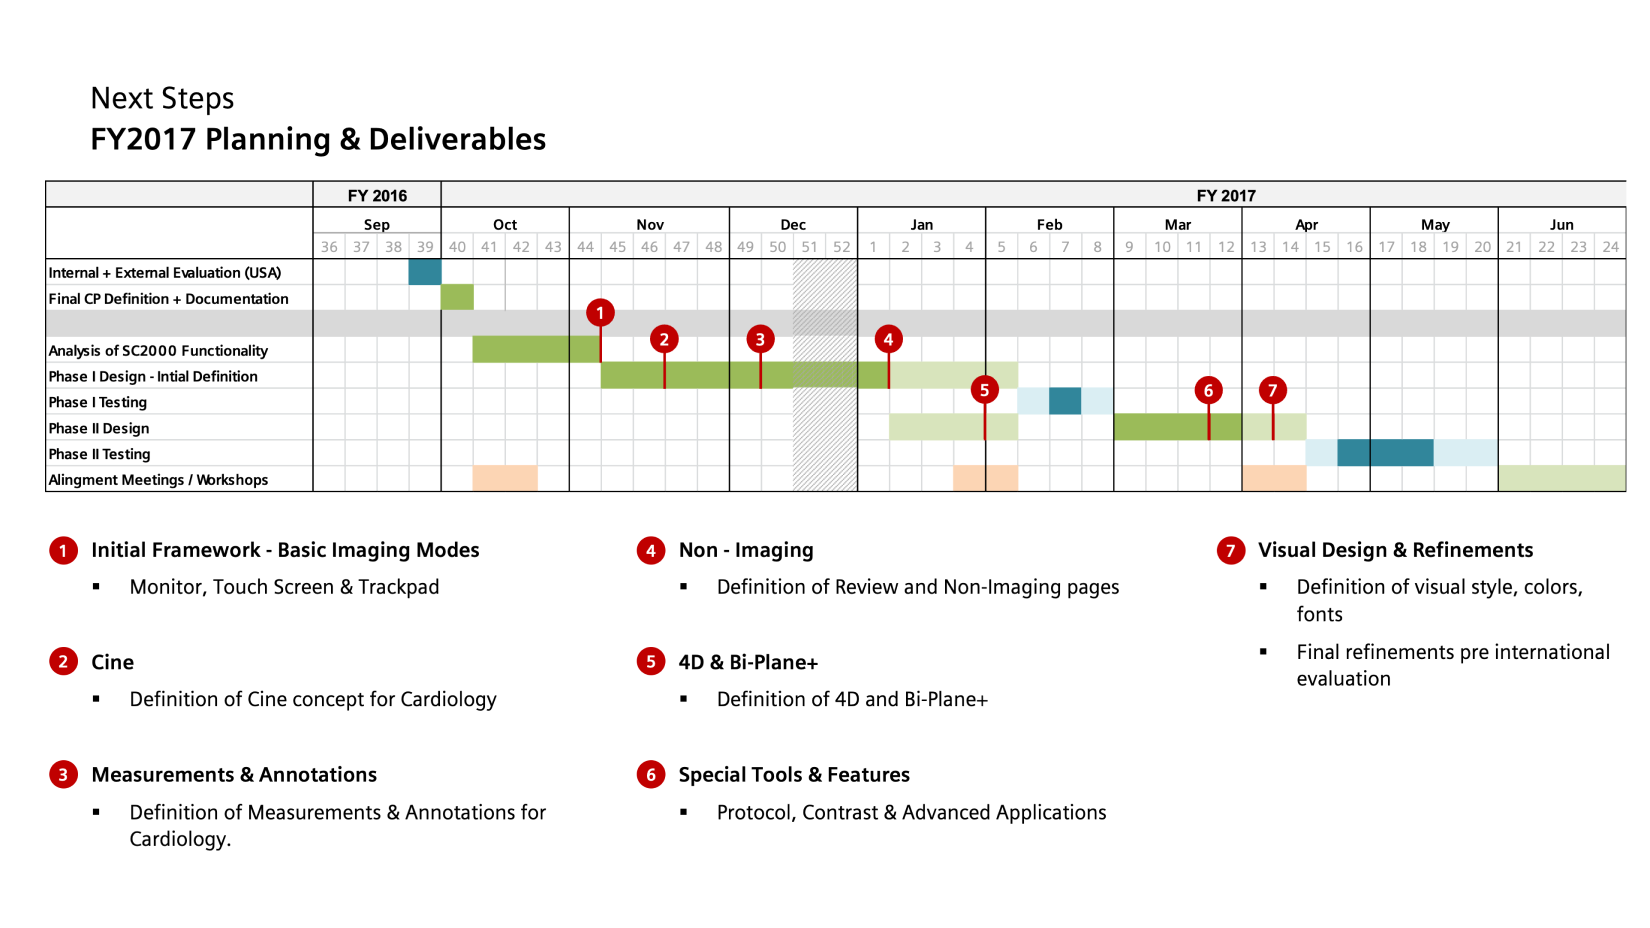 Next Steps
FY2017 Planning & Deliverables
FY 2016 FY 2017
Sep Oct Nov Dec Jan Feb Mar Apr May Jun
36 37 38 39 40 41 42 43 44 45 46 47 48 49 50 51 52 1 2 3 4 5 6 7 8 9 10 11 12 13 14 15 16 17 18 19 20 21 22 23 24
Internal + External Evaluation (USA)
Final CP Definition + Documentation
1
2 3 4
Analysis of SC2000 Functionality
Phase I Design - Intial Definition
5 6 7
Phase I Testing
Phase II Design
Phase II Testing
Alingment Meetings / Workshops
1 Initial Framework - Basic Imaging Modes
▪ Monitor, Touch Screen & Trackpad
2 Cine
▪ Definition of Cine concept for Cardiology
3 Measurements & Annotations
▪ Definition of Measurements & Annotations for
Cardiology.
4 Non - Imaging
▪ Definition of Review and Non-Imaging pages
5 4D & Bi-Plane+
▪ Definition of 4D and Bi-Plane+
6 Special Tools & Features
▪ Protocol, Contrast & Advanced Applications
7 Visual Design & Refinements
▪ Definition of visual style, colors,
fonts
▪ Final refinements pre international
evaluation